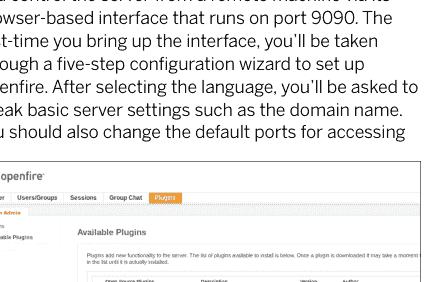 control the server from a remote machine via its
owser-based interface that runs on port 9090. The
st-time you bring up the interface, you'll be taken
ough a five-step configuration wizard to set up
enfire. After selecting the language, you'll be asked to
eak basic server settings such as the domain name.
u should also change the default ports for accessing
openfire
er Users/Groups Sessions Group Chat Plugins
n Admin
Available Plugins
able Plugins
Plugins add new functionality to the server. The list of plugins available to install is below. Once a plugin is downloaded it may take a moment
in the list until it is actually installed.
Open Source Plugins Description Version Author